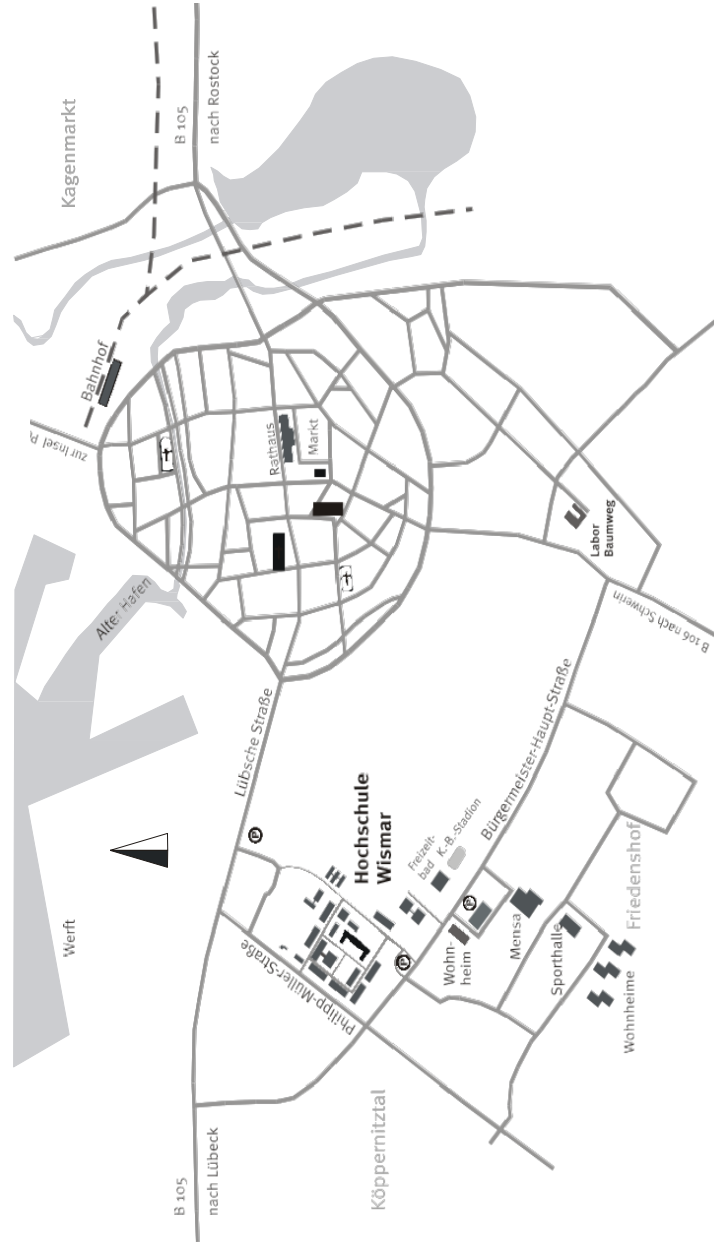 Werft
Kagenmarkt
zur Insel
Bahnhof
Alter Hafen
B 105
nach Lübeck
B 105
nach Rostock
Lübsche Straße
Rathaus
Markt
P
Philipp-Müller-Straße
Hochschule
Wismar
Köppernitztal
P
Freizeit-
bad
K.-B.-Stadion
Wohn-
heim
P
Bürgermeister-Haupt-Straße
Mensa
Sporthalle
Labor
Baumweg
Wohnheime
Friedenshof
B 106 nach Schwerin